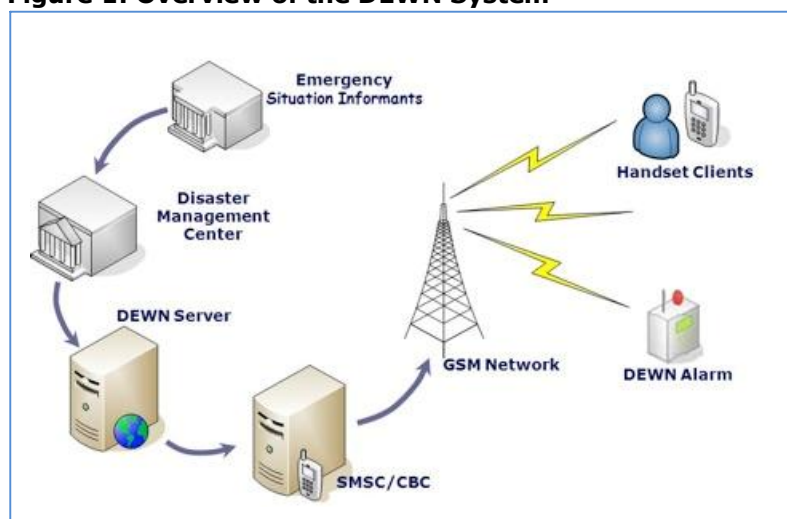 Figure 1: Overview of the DEWN System
Emergency
Situation Informants
Disaster
Management
Center
DEWN Server
SMSC/CBC
GSM Network
Handset Clients
DEWN Alarm